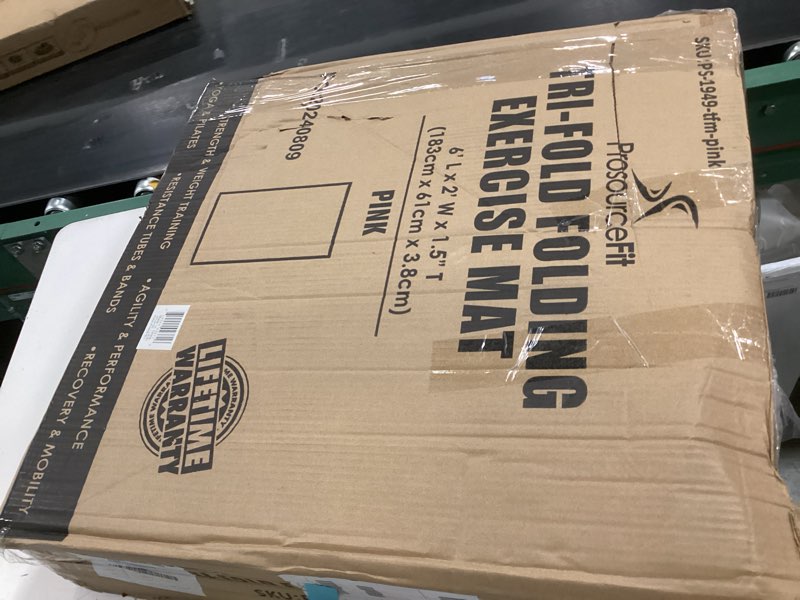 SKU:PS-1949-tfm-pink
ProsourceFit
TRI-FOLD FOLDING
EXERCISE MAT
6' L x 2' W x 1.5" T
(183cm x 61cm x 3.8cm)
PINK
LIFETIME
WARRANTY
YOGA & PILATES
STRENGTH & WEIGHT TRAINING
•RESISTANCE TUBES & BANDS
•AGILITY & PERFORMANCE
•RECOVERY & MOBILITY